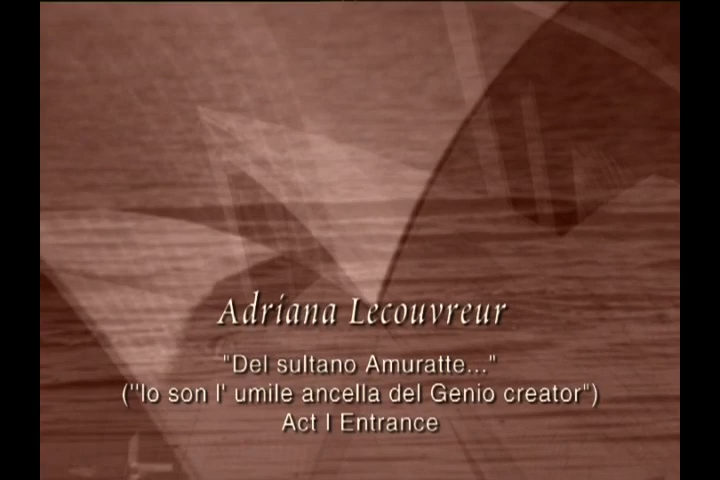 Adriana Lecouvreur
"Del sultano Amuratte..."
("Io son l' umile ancella del Genio creator")
Act I Entrance